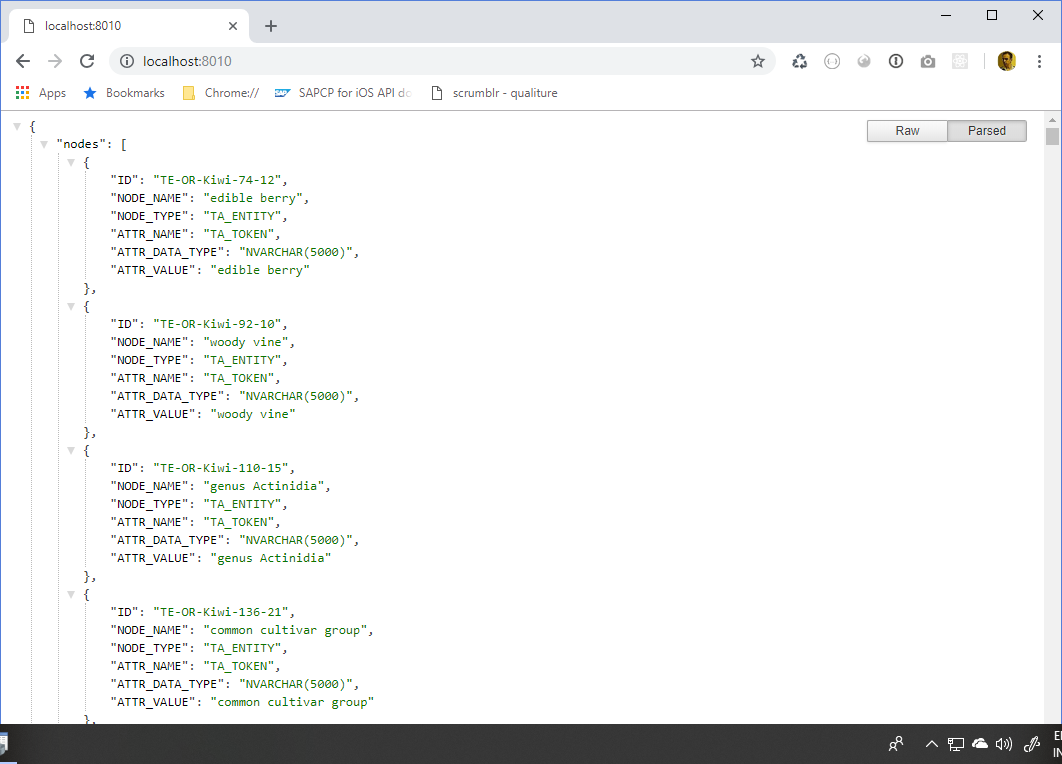 localhost:8010
localhost:8010
Apps Bookmarks Chrome:// SAP SAPCP for iOS API do scrumblr - qualiture
Raw Parsed
{
"nodes": [
{
"ID": "TE-OR-Kiwi-74-12",
"NODE_NAME": "edible berry",
"NODE_TYPE": "TA_ENTITY",
"ATTR_NAME": "TA_TOKEN",
"ATTR_DATA_TYPE": "NVARCHAR(5000)",
"ATTR_VALUE": "edible berry"
},
{
"ID": "TE-OR-Kiwi-92-10",
"NODE_NAME": "woody vine",
"NODE_TYPE": "TA_ENTITY",
"ATTR_NAME": "TA_TOKEN",
"ATTR_DATA_TYPE": "NVARCHAR(5000)",
"ATTR_VALUE": "woody vine"
},
{
"ID": "TE-OR-Kiwi-110-15",
"NODE_NAME": "genus Actinidia",
"NODE_TYPE": "TA_ENTITY",
"ATTR_NAME": "TA_TOKEN",
"ATTR_DATA_TYPE": "NVARCHAR(5000)",
"ATTR_VALUE": "genus Actinidia"
},
{
"ID": "TE-OR-Kiwi-136-21",
"NODE_NAME": "common cultivar group",
"NODE_TYPE": "TA_ENTITY",
"ATTR_NAME": "TA_TOKEN",
"ATTR_DATA_TYPE": "NVARCHAR(5000)",
"ATTR_VALUE": "common cultivar group"
},